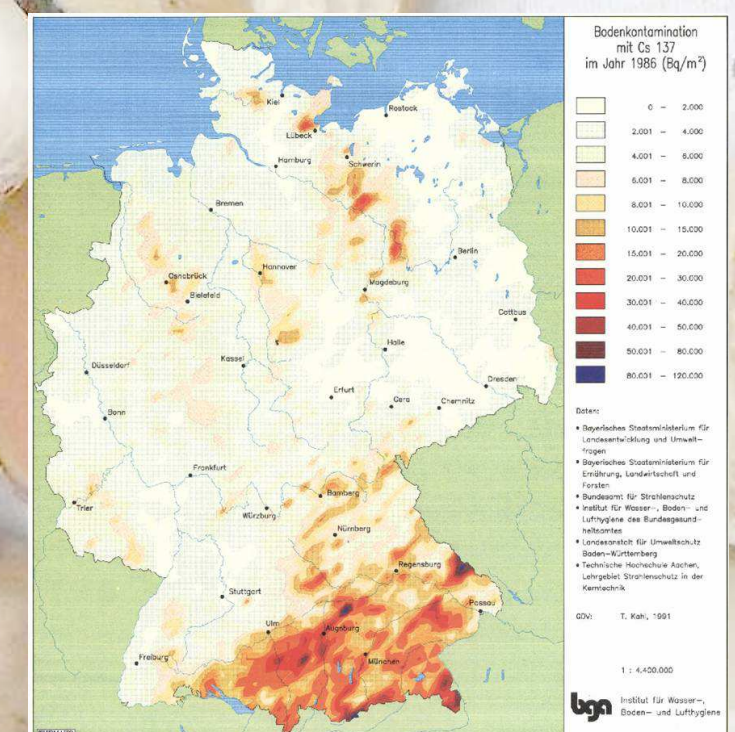 Bodenkontamination
mit Cs 137
im Jahr 1986 (Bq/m²)
0 – 2.000
2.001 – 4.000
4.001 – 6.000
6.001 – 8.000
8.001 – 10.000
10.001 – 15.000
15.001 – 20.000
20.001 – 30.000
30.001 – 40.000
40.001 – 50.000
50.001 – 80.000
80.001 – 120.000
Daten:
• Bayerisches Staatsministerium für
Landesentwicklung und Umwelt-
fragen
• Bayerisches Staatsministerium für
Ernährung, Landwirtschaft und
Forsten
• Bundesamt für Strahlenschutz
• Institut für Wasser-, Boden- und
Lufthygiene des Bundesgesund-
heitsamtes
• Landesanstalt für Umweltschutz
Baden-Württemberg
• Technische Hochschule Aachen,
Lehrgebiet Strahlenschutz in der
Kerntechnik
GDV: T. Kahl, 1991
1 : 4.400.000
bga
Institut für Wasser-,
Boden- und Lufthygiene
Kiel
Rostock
Lübeck
Hamburg
Schwerin
Bremen
Berlin
Hannover
Osnabrück
Magdeburg
Bielefeld
Cottbus
Halle
Düsseldorf
Kassel
Dresden
Erfurt
Gera
Chemnitz
Bonn
Frankfurt
Bamberg
Trier
Würzburg
Nürnberg
Regensburg
Stuttgart
Passau
Ulm
Augsburg
München
Freiburg